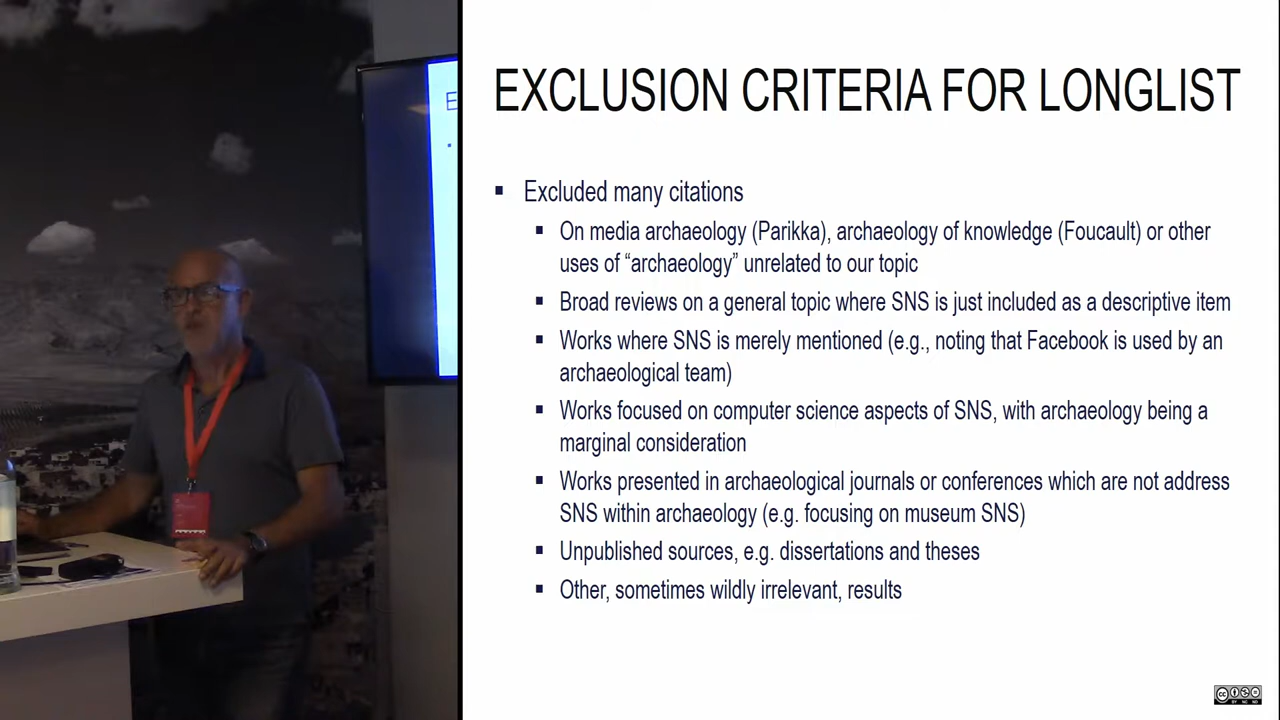 EXCLUSION CRITERIA FOR LONGLIST
▪ Excluded many citations
▪ On media archaeology (Parikka), archaeology of knowledge (Foucault) or other
uses of “archaeology” unrelated to our topic
▪ Broad reviews on a general topic where SNS is just included as a descriptive item
▪ Works where SNS is merely mentioned (e.g., noting that Facebook is used by an
archaeological team)
▪ Works focused on computer science aspects of SNS, with archaeology being a
marginal consideration
▪ Works presented in archaeological journals or conferences which are not address
SNS within archaeology (e.g. focusing on museum SNS)
▪ Unpublished sources, e.g. dissertations and theses
▪ Other, sometimes wildly irrelevant, results
E
CC BY NC ND